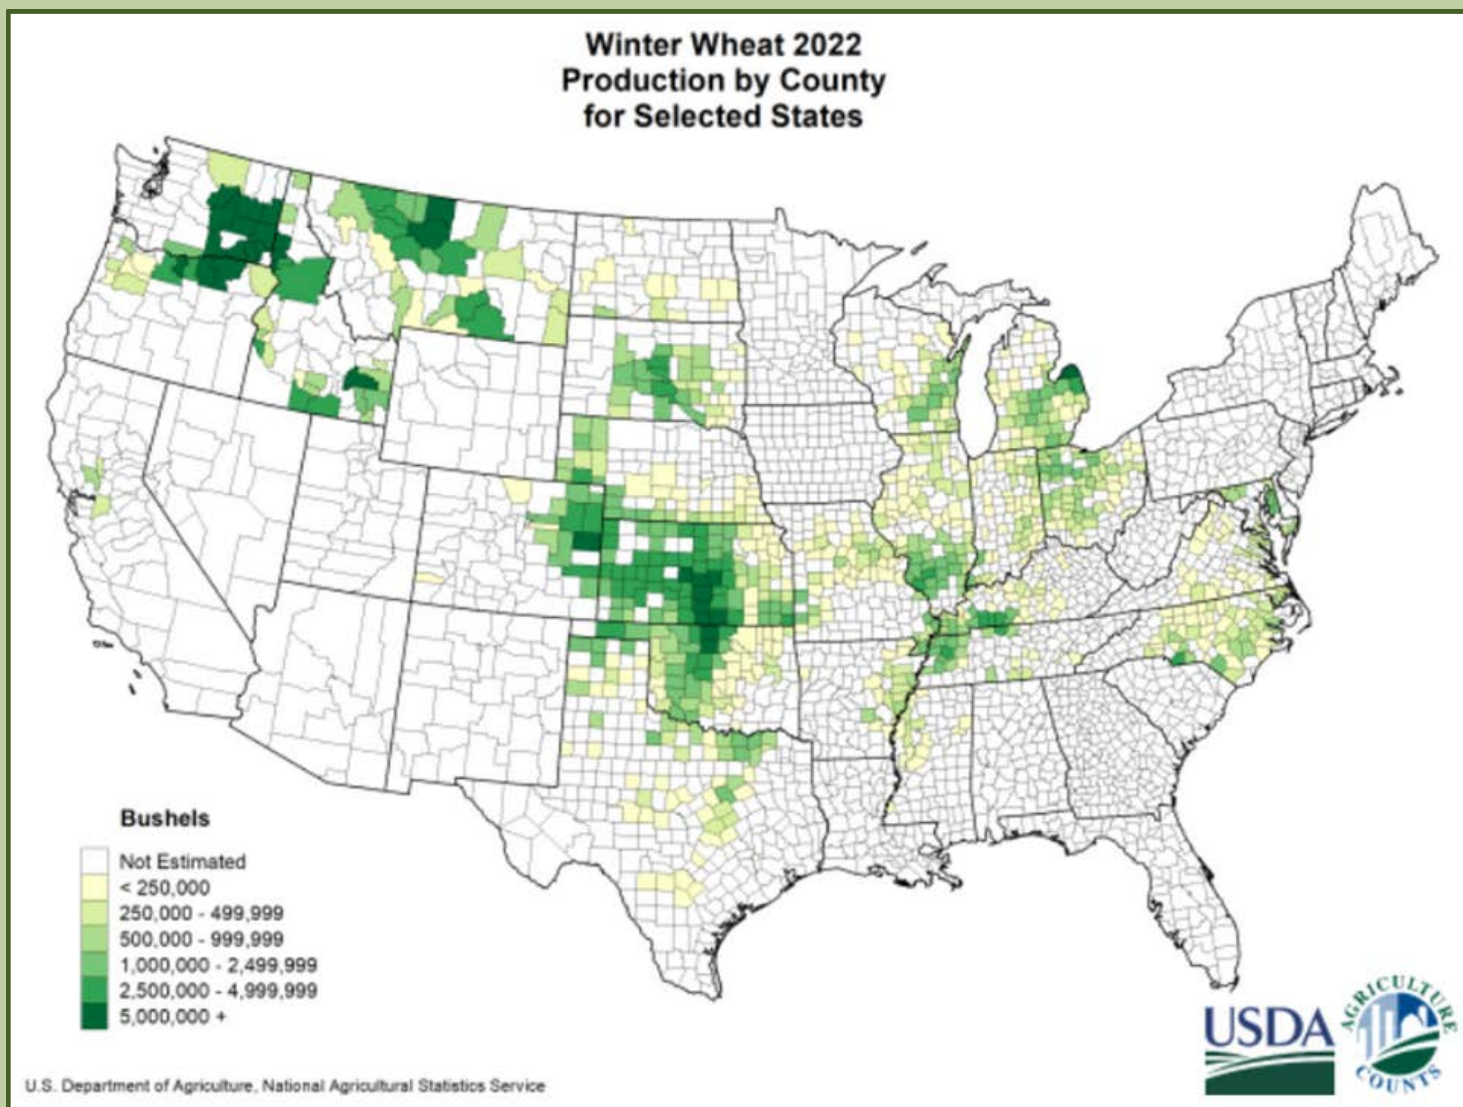 Winter Wheat 2022
Production by County
for Selected States
Bushels
Not Estimated
< 250,000
250,000 - 499,999
500,000 - 999,999
1,000,000 - 2,499,999
2,500,000 - 4,999,999
5,000,000 +
U.S. Department of Agriculture, National Agricultural Statistics Service
USDA
AGRICULTURE
COUNTS